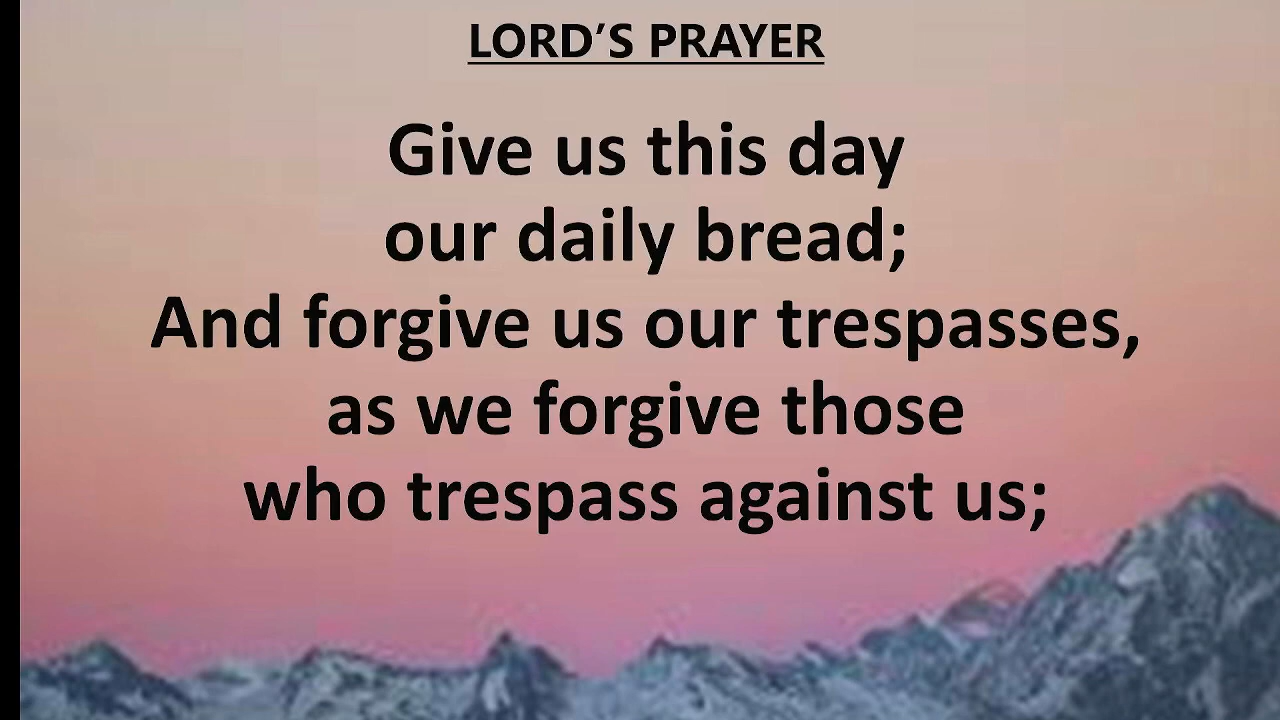 LORD’S PRAYER
Give us this day
our daily bread;
And forgive us our trespasses,
as we forgive those
who trespass against us;